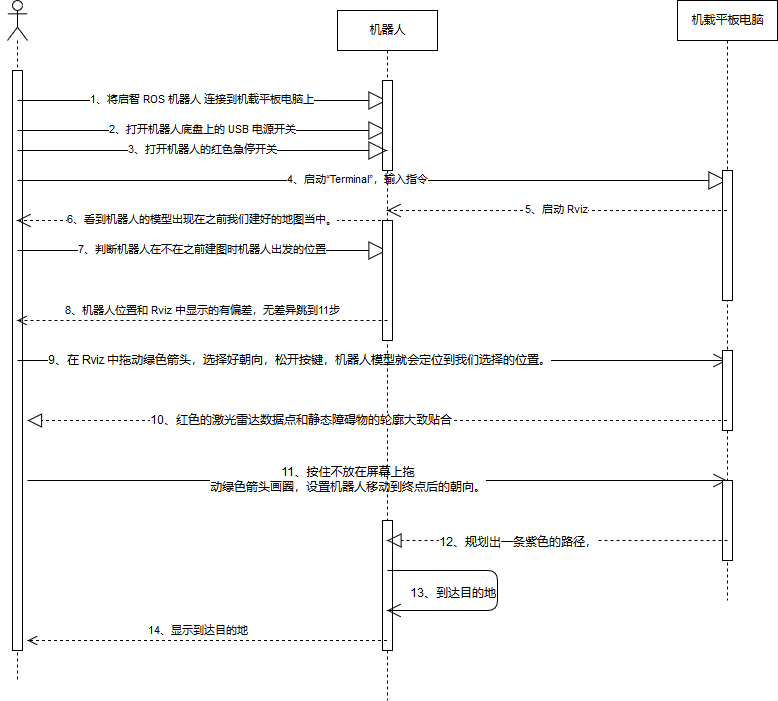 机器人
机载平板电脑
1、将启智 ROS 机器人 连接到机载平板电脑上
2、打开机器人底盘上的 USB 电源开关
3、打开机器人的红色急停开关
4、启动“Terminal”，输入指令
5、启动 Rviz
6、看到机器人的模型出现在之前我们建好的地图当中。
7、判断机器人在不在之前建图时机器人出发的位置
8、机器人位置和 Rviz 中显示的有偏差，无差异跳到11步
9、在 Rviz 中拖动绿色箭头，选择好朝向，松开按键，机器人模型就会定位到我们选择的位置。
10、红色的激光雷达数据点和静态障碍物的轮廓大致贴合
11、按住不放在屏幕上拖
动绿色箭头画圈，设置机器人移动到终点后的朝向。
12、规划出一条紫色的路径，
13、到达目的地
14、显示到达目的地